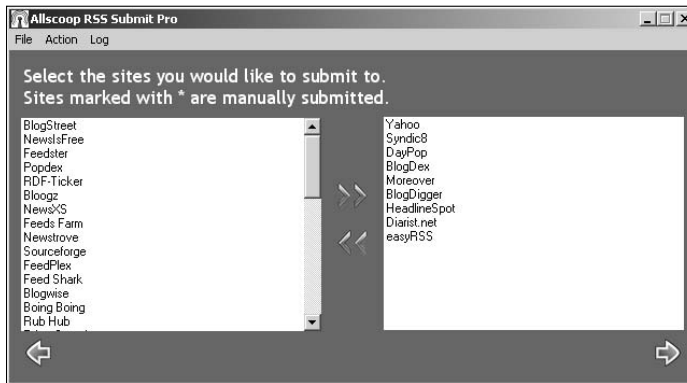 Allscoop RSS Submit Pro
File Action Log
Select the sites you would like to submit to.
Sites marked with * are manually submitted.
BlogStreet
NewsIsFree
Feedster
Popdex
RDF-Ticker
Bloogz
NewsXS
Feeds Farm
Newstrove
Sourceforge
FeedPlex
Feed Shark
Blogwise
Boing Boing
Rub Hub
Yahoo
Syndic8
DayPop
BlogDex
Moreover
BlogDigger
HeadlineSpot
Diarist.net
easyRSS